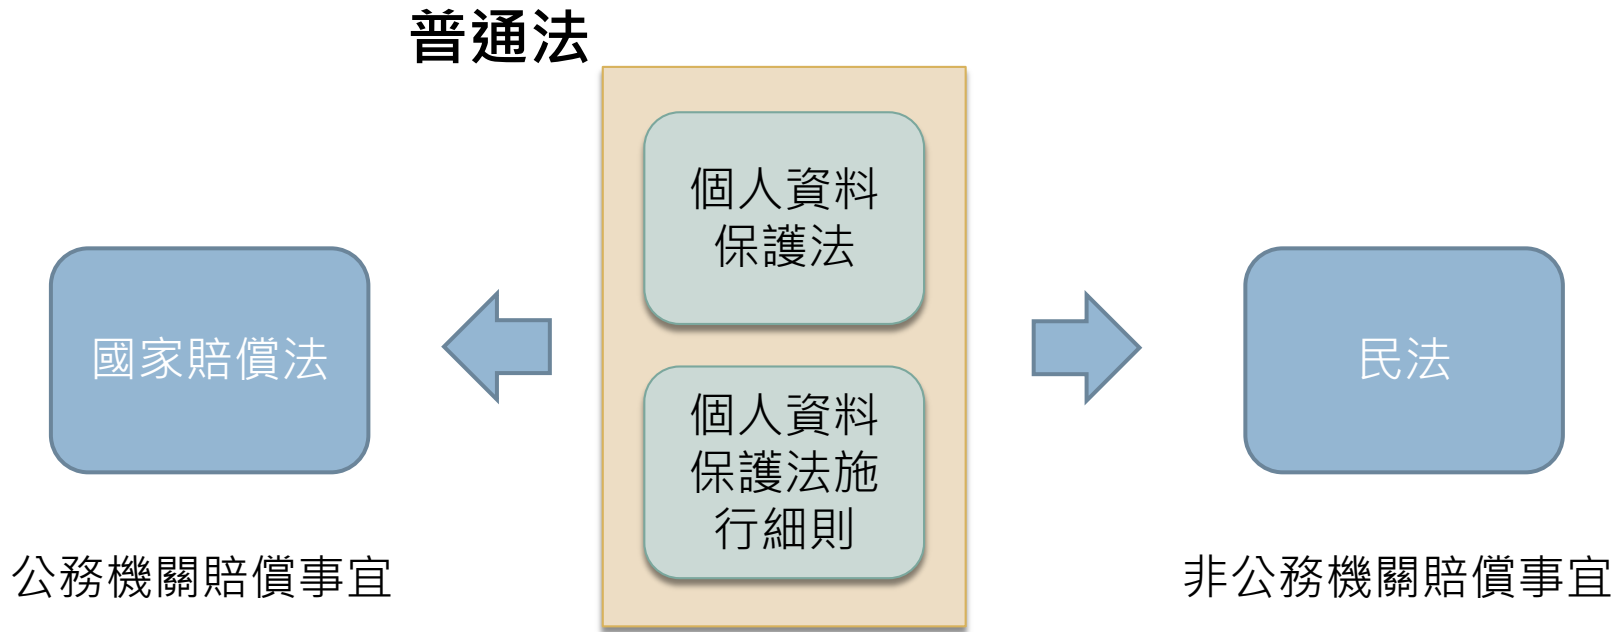 普通法
個人資料
保護法
國家賠償法
民法
個人資料
保護法施
行細則
公務機關賠償事宜
非公務機關賠償事宜